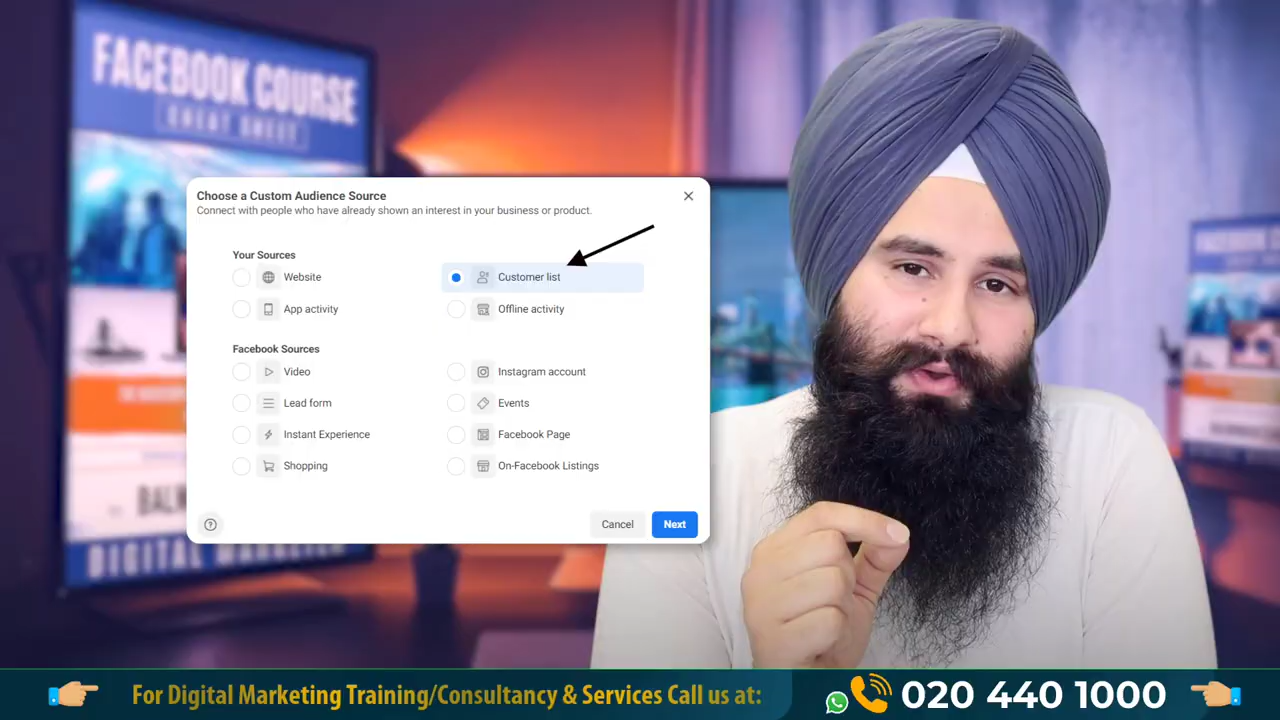 FACEBOOK COURSE
CHEAT SHEET
Choose a Custom Audience Source
Connect with people who have already shown an interest in your business or product.
Your Sources
Website
Customer list
App activity
Offline activity
Facebook Sources
Video
Instagram account
Lead form
Events
Instant Experience
Facebook Page
Shopping
On-Facebook Listings
Cancel
Next
DIGITAL MARKETER
For Digital Marketing Training/Consultancy & Services Call us at:
020 440 1000